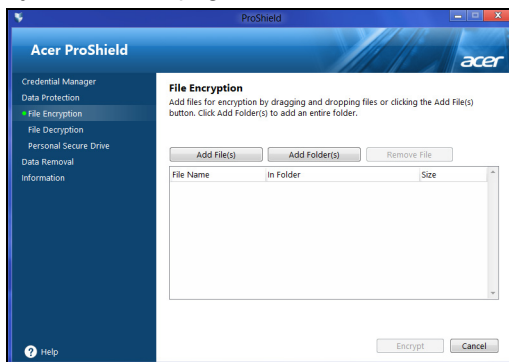 ProShield
Acer ProShield
acer
Credential Manager
Data Protection
File Encryption
File Decryption
Personal Secure Drive
Data Removal
Information
Help
File Encryption
Add files for encryption by dragging and dropping files or clicking the Add File(s)
button. Click Add Folder(s) to add an entire folder.
Add File(s) Add Folder(s) Remove File
File Name In Folder Size
Encrypt Cancel